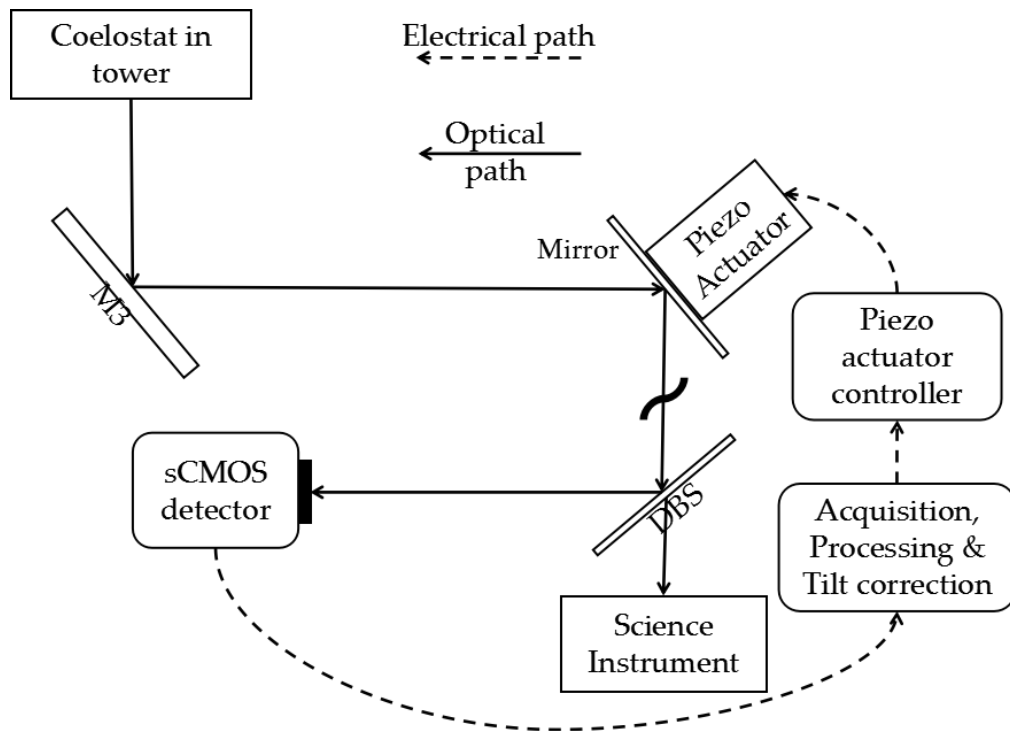 Coelostat in
tower
Electrical path
Optical
path
M3
Mirror
Piezo
Actuator
Piezo
actuator
controller
sCMOS
detector
DBS
Acquisition,
Processing &
Tilt correction
Science
Instrument